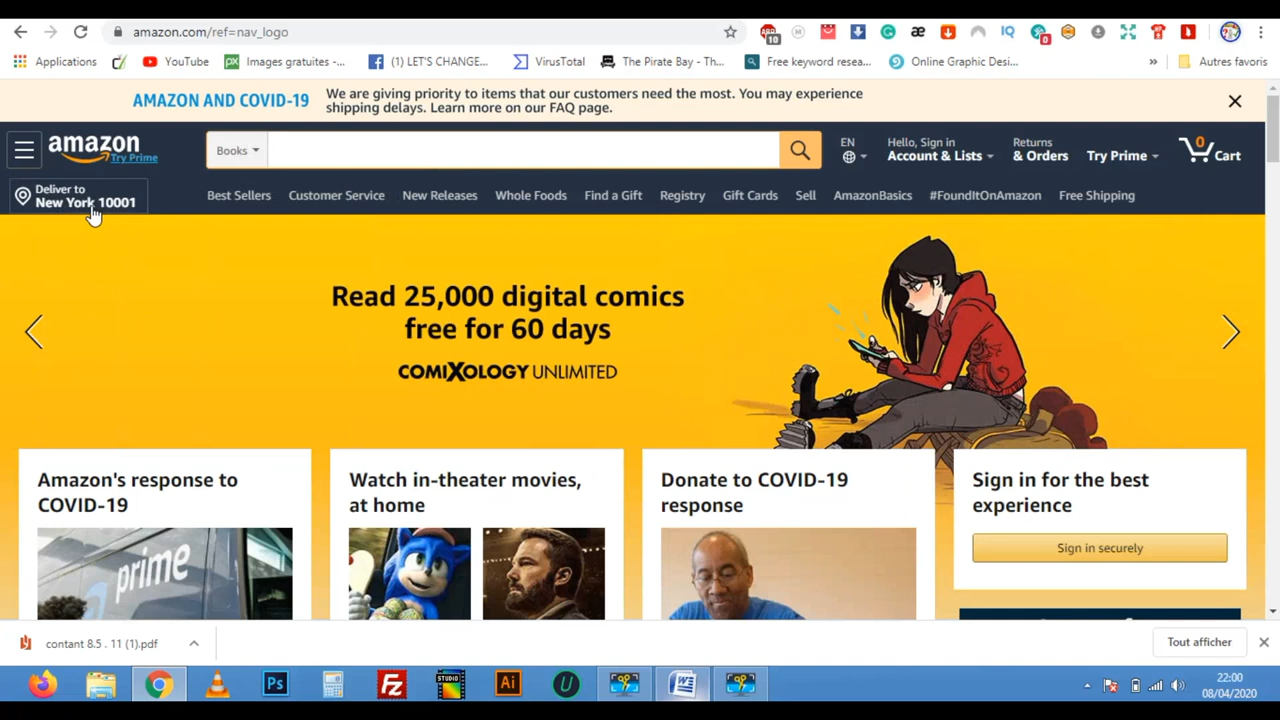 amazon.com/ref=nav_logo
10
0
Applications
YouTube
Images gratuites -...
(1) LET'S CHANGE...
VirusTotal
The Pirate Bay - Th...
Free keyword resea...
Online Graphic Desi...
»
Autres favoris
AMAZON AND COVID-19
We are giving priority to items that our customers need the most. You may experience
shipping delays. Learn more on our FAQ page.
amazon
Try Prime
Books
EN
Hello, Sign in
Account & Lists
Returns
& Orders
Try Prime
0
Cart
Deliver to
New York 10001
Best Sellers
Customer Service
New Releases
Whole Foods
Find a Gift
Registry
Gift Cards
Sell
AmazonBasics
#FoundItOnAmazon
Free Shipping
Read 25,000 digital comics
free for 60 days
COMIXOLOGY UNLIMITED
Amazon's response to
COVID-19
Watch in-theater movies,
at home
Donate to COVID-19
response
Sign in for the best
experience
Sign in securely
prime
contant 8.5 . 11 (1).pdf
Tout afficher
Ps
Fz
STUDIO
Ai
U
W
22:00
08/04/2020